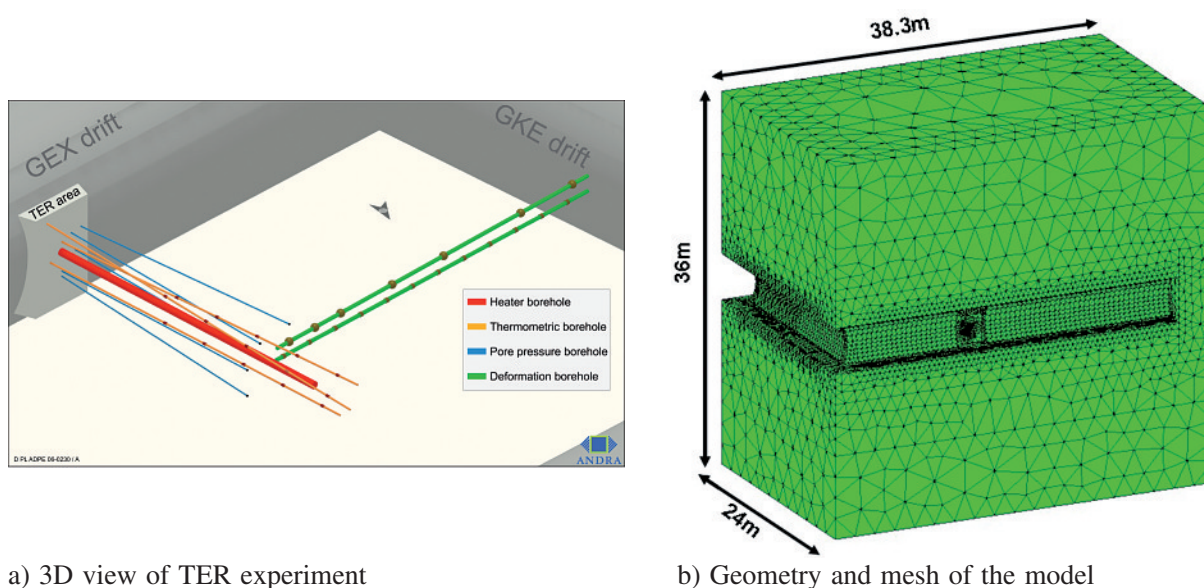 GEX drift
GKE drift
TER area
Heater borehole
Thermometric borehole
Pore pressure borehole
Deformation borehole
D PL ADPE 06-0230 / A
ANDRA
38.3m
36m
24m
a) 3D view of TER experiment
b) Geometry and mesh of the model